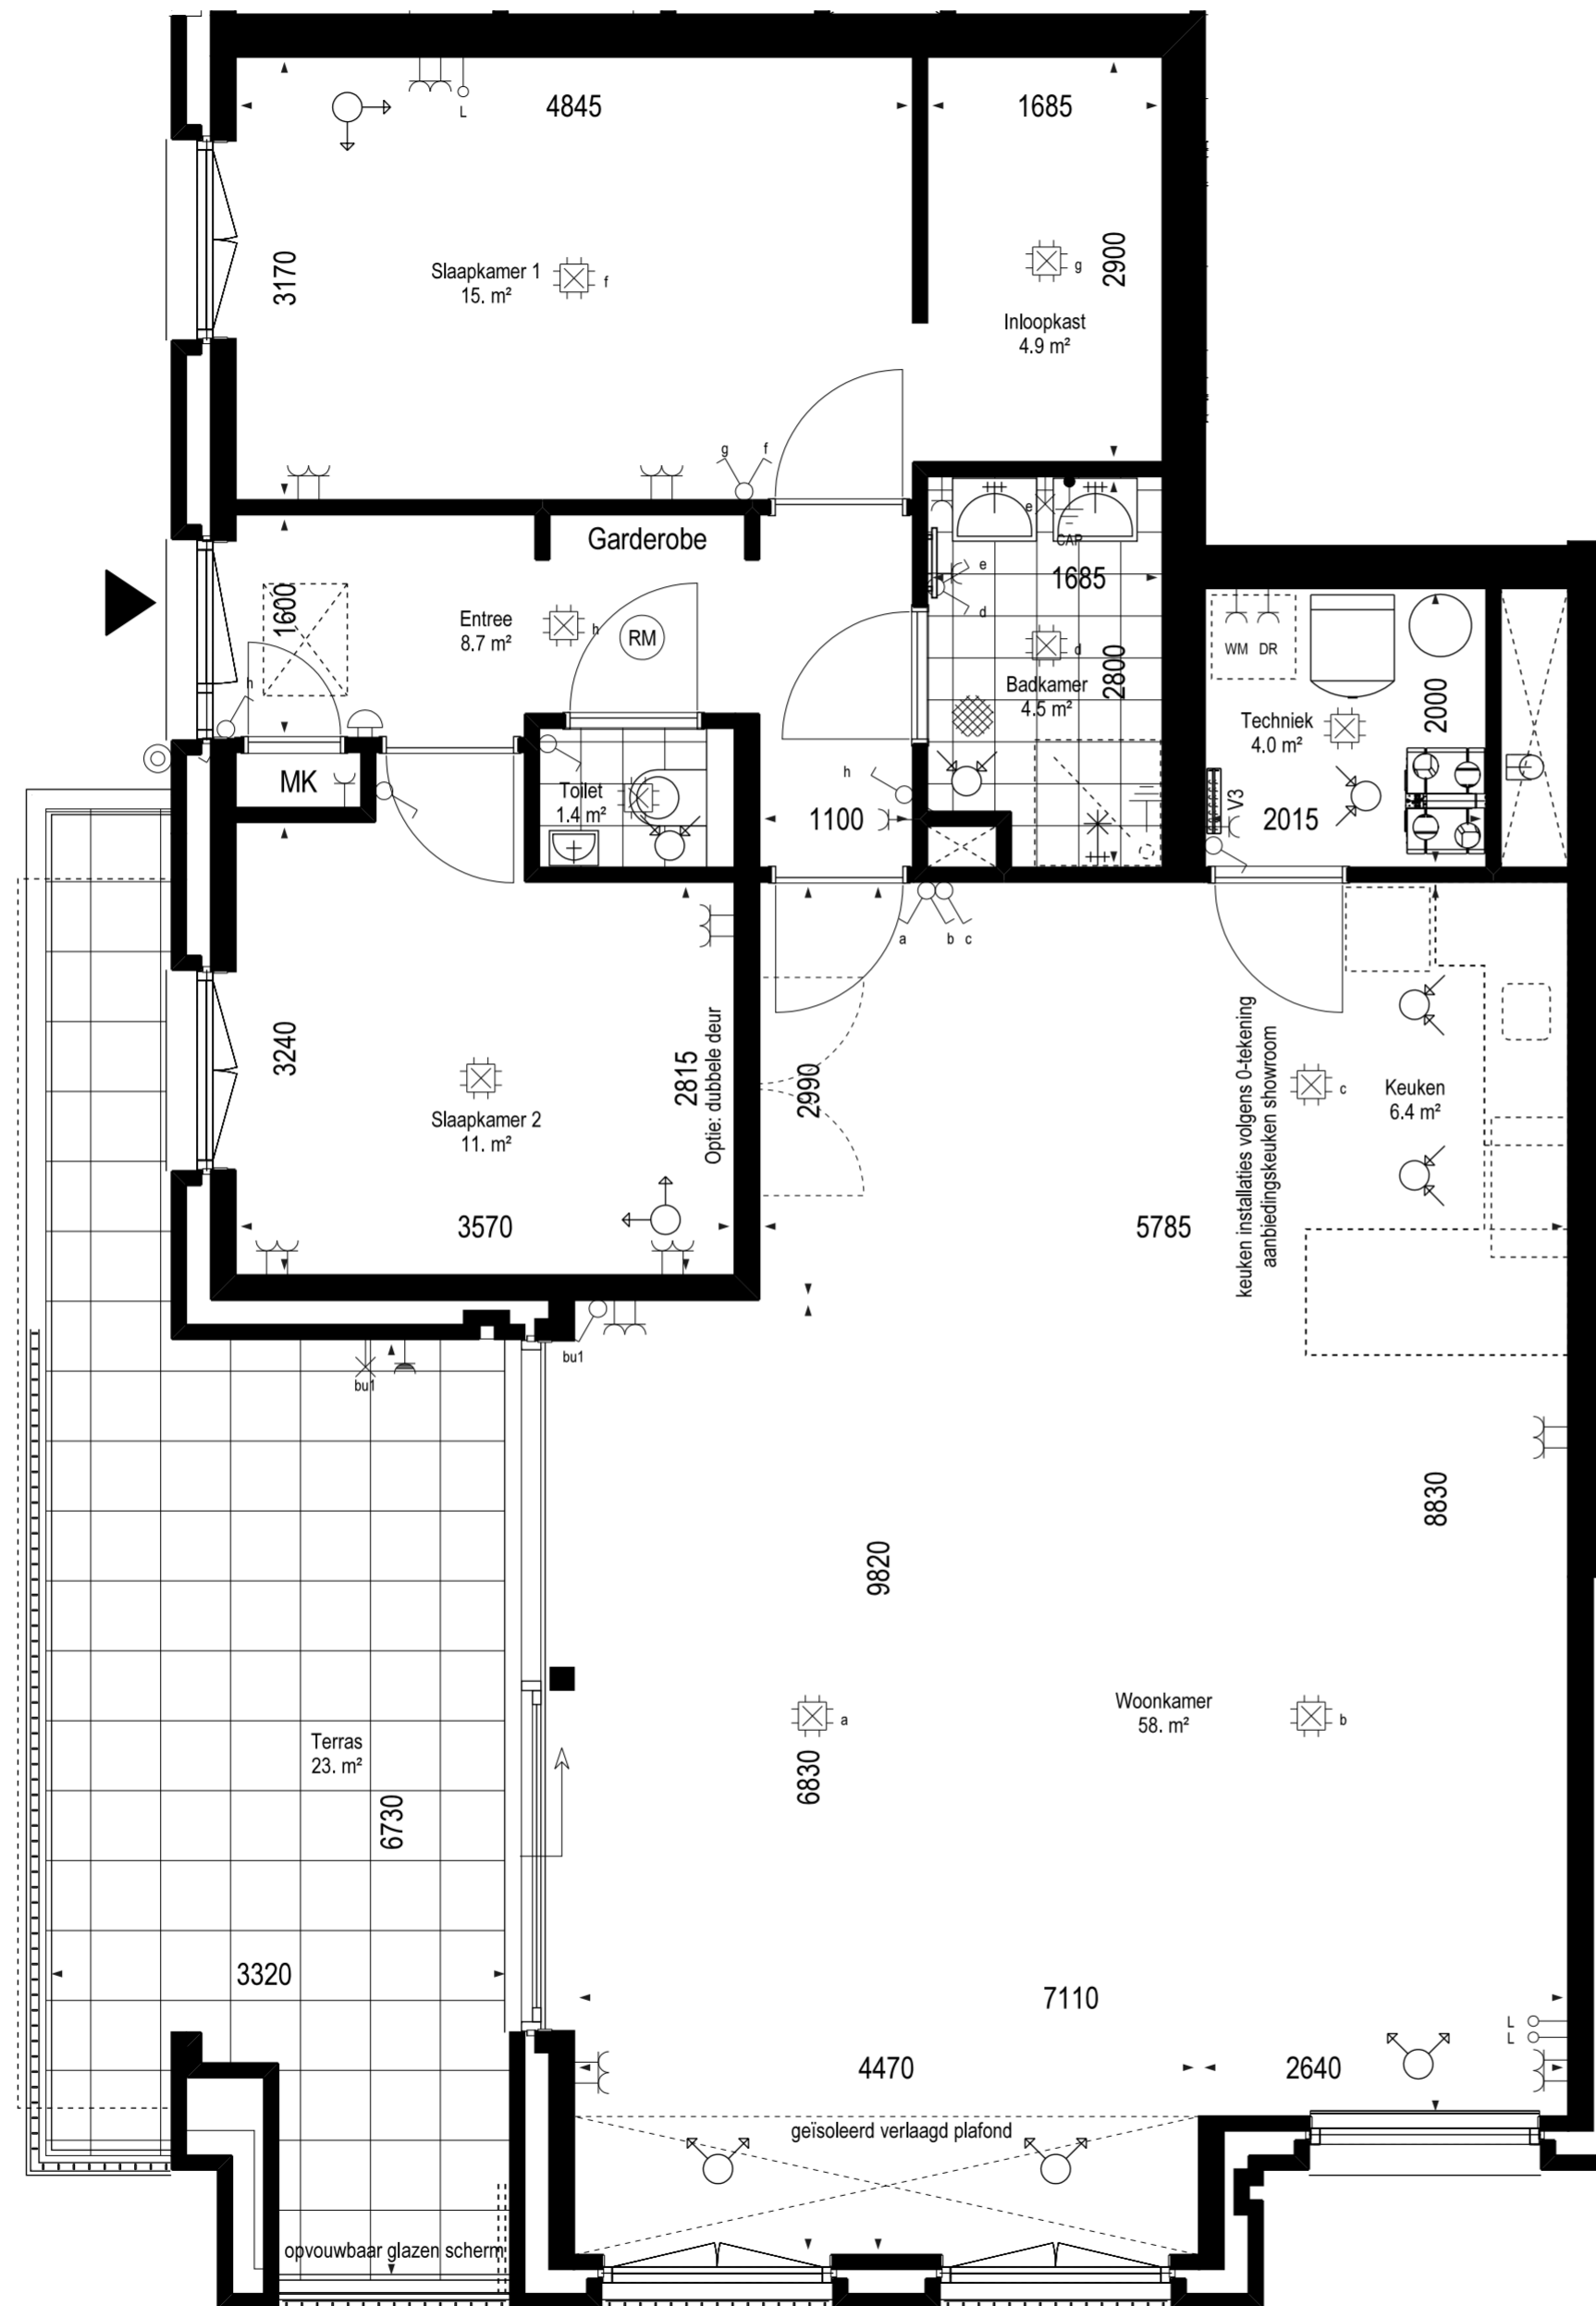 4845
1685
L
3170
Slaapkamer 1
15. m²
f
g
2900
Inloopkast
4.9 m²
g
f
Garderobe
e
CAP
1685
e
d
1600
Entree
8.7 m²
h
RM
d
2800
Badkamer
4.5 m²
WM
DR
Techniek
4.0 m²
2000
h
MK
Toilet
1.4 m²
h
1100
V3
2015
a
b
c
3240
2815
Optie: dubbele deur
2990
Slaapkamer 2
11. m²
keuken installaties volgens 0-tekening
aanbiedingskeuken showroom
c
Keuken
6.4 m²
3570
5785
bu1
bu1
8830
9820
Terras
23. m²
a
Woonkamer
58. m²
b
6830
6730
3320
7110
L
L
4470
2640
geïsoleerd verlaagd plafond
opvouwbaar glazen scherm